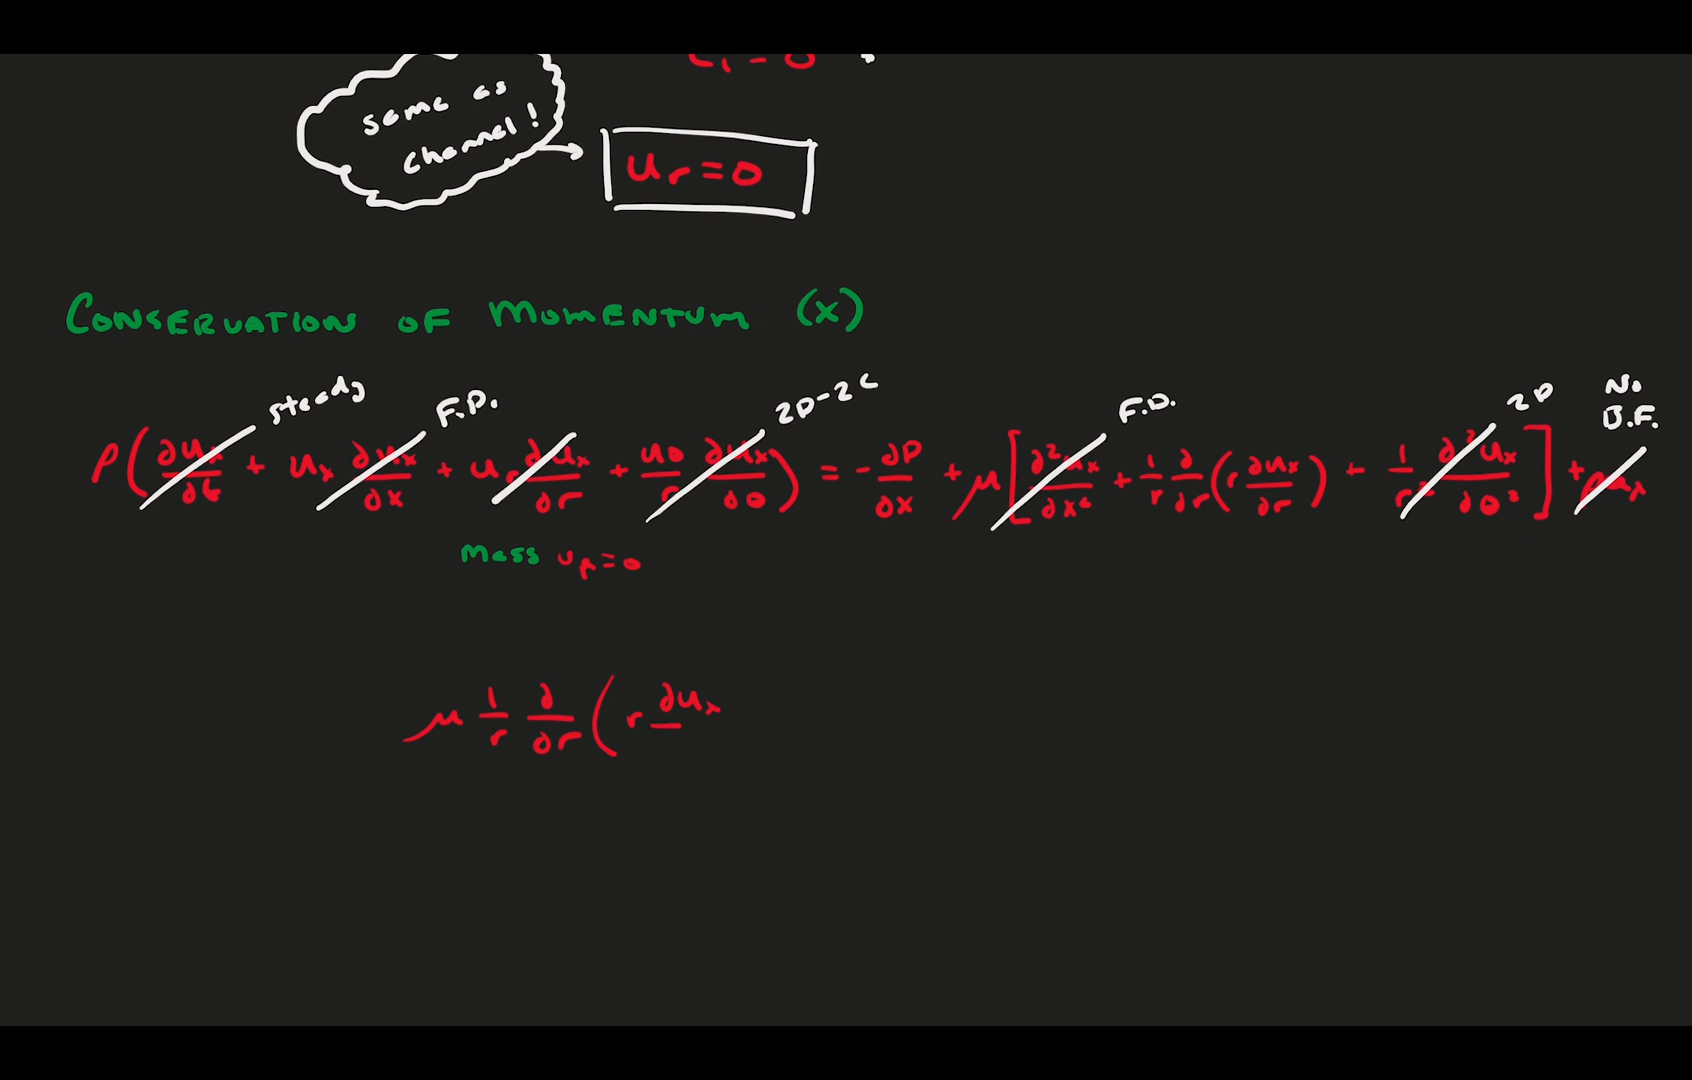 same as
channel!
u_r = 0
CONSERVATION OF MOMENTUM (x)
steady F.D. 2D-2C F.D. 2D No
B.F.
ρ(∂u_x/∂t + u_x ∂u_x/∂x + u_r ∂u_x/∂r + u_θ/r ∂u_x/∂θ) = -∂P/∂x + μ[∂²u_x/∂x² + 1/r ∂/∂r(r ∂u_x/∂r) + 1/r² ∂²u_x/∂θ²] +
Mass u_r = 0
μ 1/r ∂/∂r (r ∂u_x